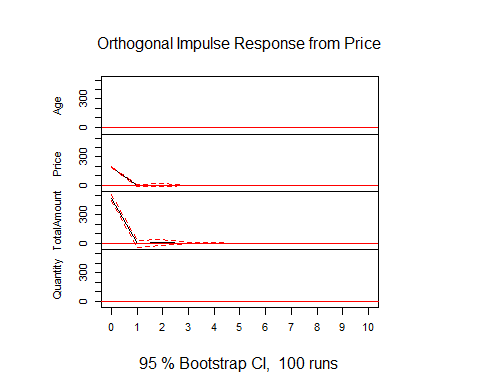 Orthogonal Impulse Response from Price
Age
300
0
Price
300
0
TotalAmount
300
0
Quantity
300
0
0 1 2 3 4 5 6 7 8 9 10
95 % Bootstrap CI, 100 runs